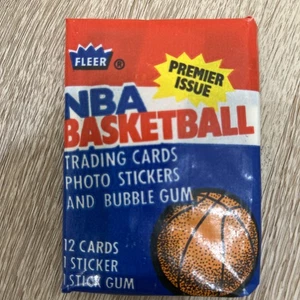 FLEER ®
PREMIER
ISSUE
NBA
BASKETBALL
TRADING CARDS
PHOTO STICKERS
AND BUBBLE GUM
12 CARDS
1 STICKER
1 STICK GUM